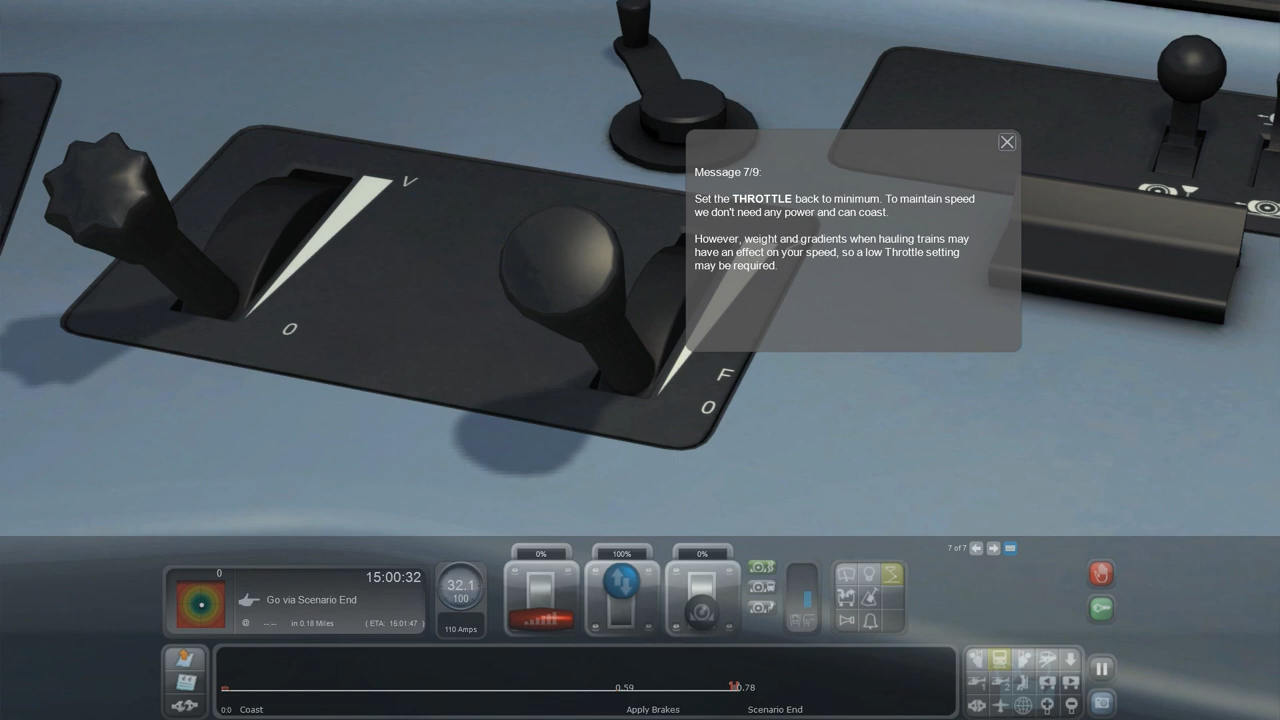 V
Message 7/9:
Set the THROTTLE back to minimum. To maintain speed
we don't need any power and can coast.
However, weight and gradients when hauling trains may
have an effect on your speed, so a low Throttle setting
may be required.
0
F
0
7 of 7
0% 100% 0%
0 15:00:32
Go via Scenario End
@ --:-- in 0.18 Miles ( ETA: 15:01:47 )
32.1
100
110 Amps
0.59 0.78
0:0 Coast Apply Brakes Scenario End
1 2